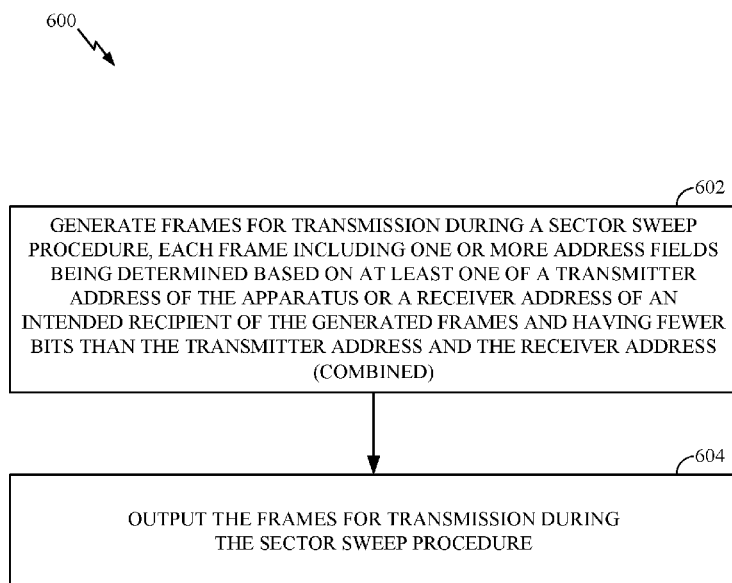 600
602
GENERATE FRAMES FOR TRANSMISSION DURING A SECTOR SWEEP
PROCEDURE, EACH FRAME INCLUDING ONE OR MORE ADDRESS FIELDS
BEING DETERMINED BASED ON AT LEAST ONE OF A TRANSMITTER
ADDRESS OF THE APPARATUS OR A RECEIVER ADDRESS OF AN
INTENDED RECIPIENT OF THE GENERATED FRAMES AND HAVING FEWER
BITS THAN THE TRANSMITTER ADDRESS AND THE RECEIVER ADDRESS
(COMBINED)
604
OUTPUT THE FRAMES FOR TRANSMISSION DURING
THE SECTOR SWEEP PROCEDURE